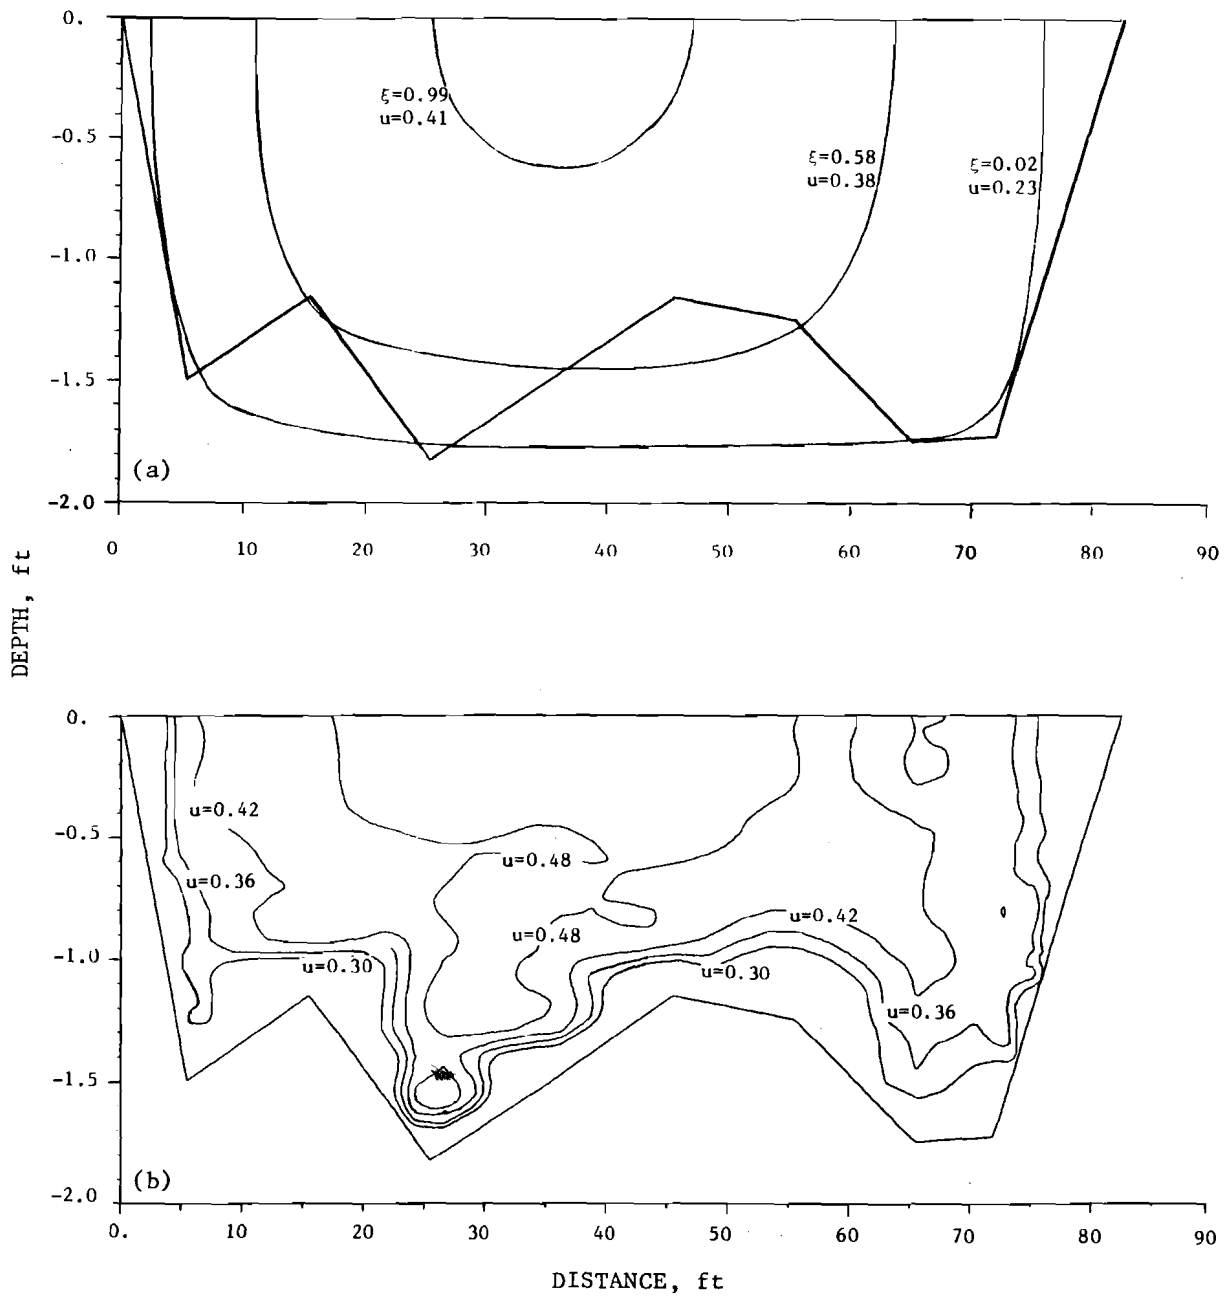 0.
-0.5
-1.0
-1.5
-2.0
ξ=0.99
u=0.41
ξ=0.58
u=0.38
ξ=0.02
u=0.23
(a)
0 10 20 30 40 50 60 70 80 90
DEPTH, ft
0.
-0.5
-1.0
-1.5
-2.0
u=0.42
u=0.36
u=0.30
u=0.48
u=0.48
u=0.42
u=0.30
u=0.36
(b)
0. 10 20 30 40 50 60 70 80 90
DISTANCE, ft